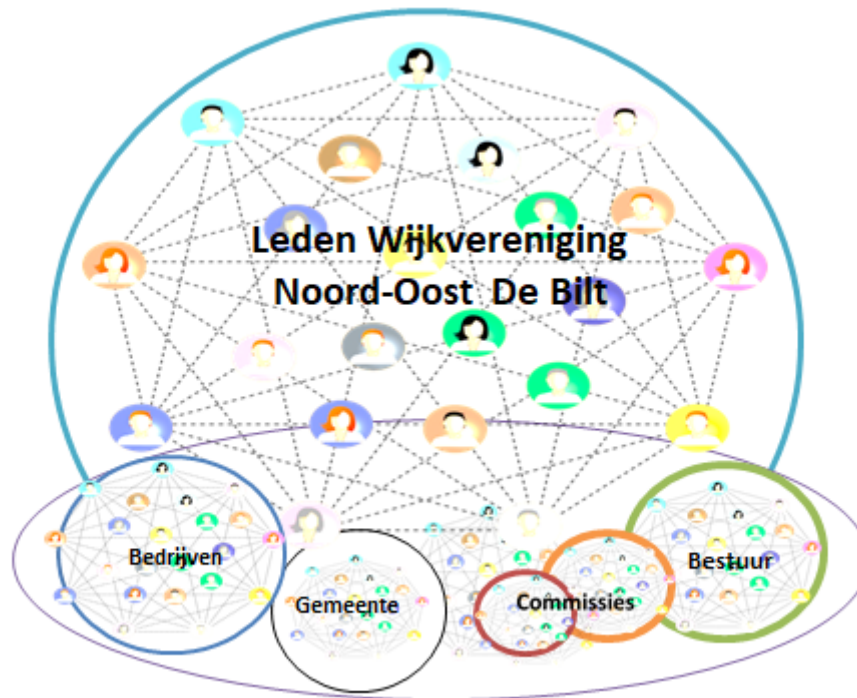 Leden Wijkvereniging
Noord-Oost De Bilt
Bedrijven
Gemeente
Commissies
Bestuur